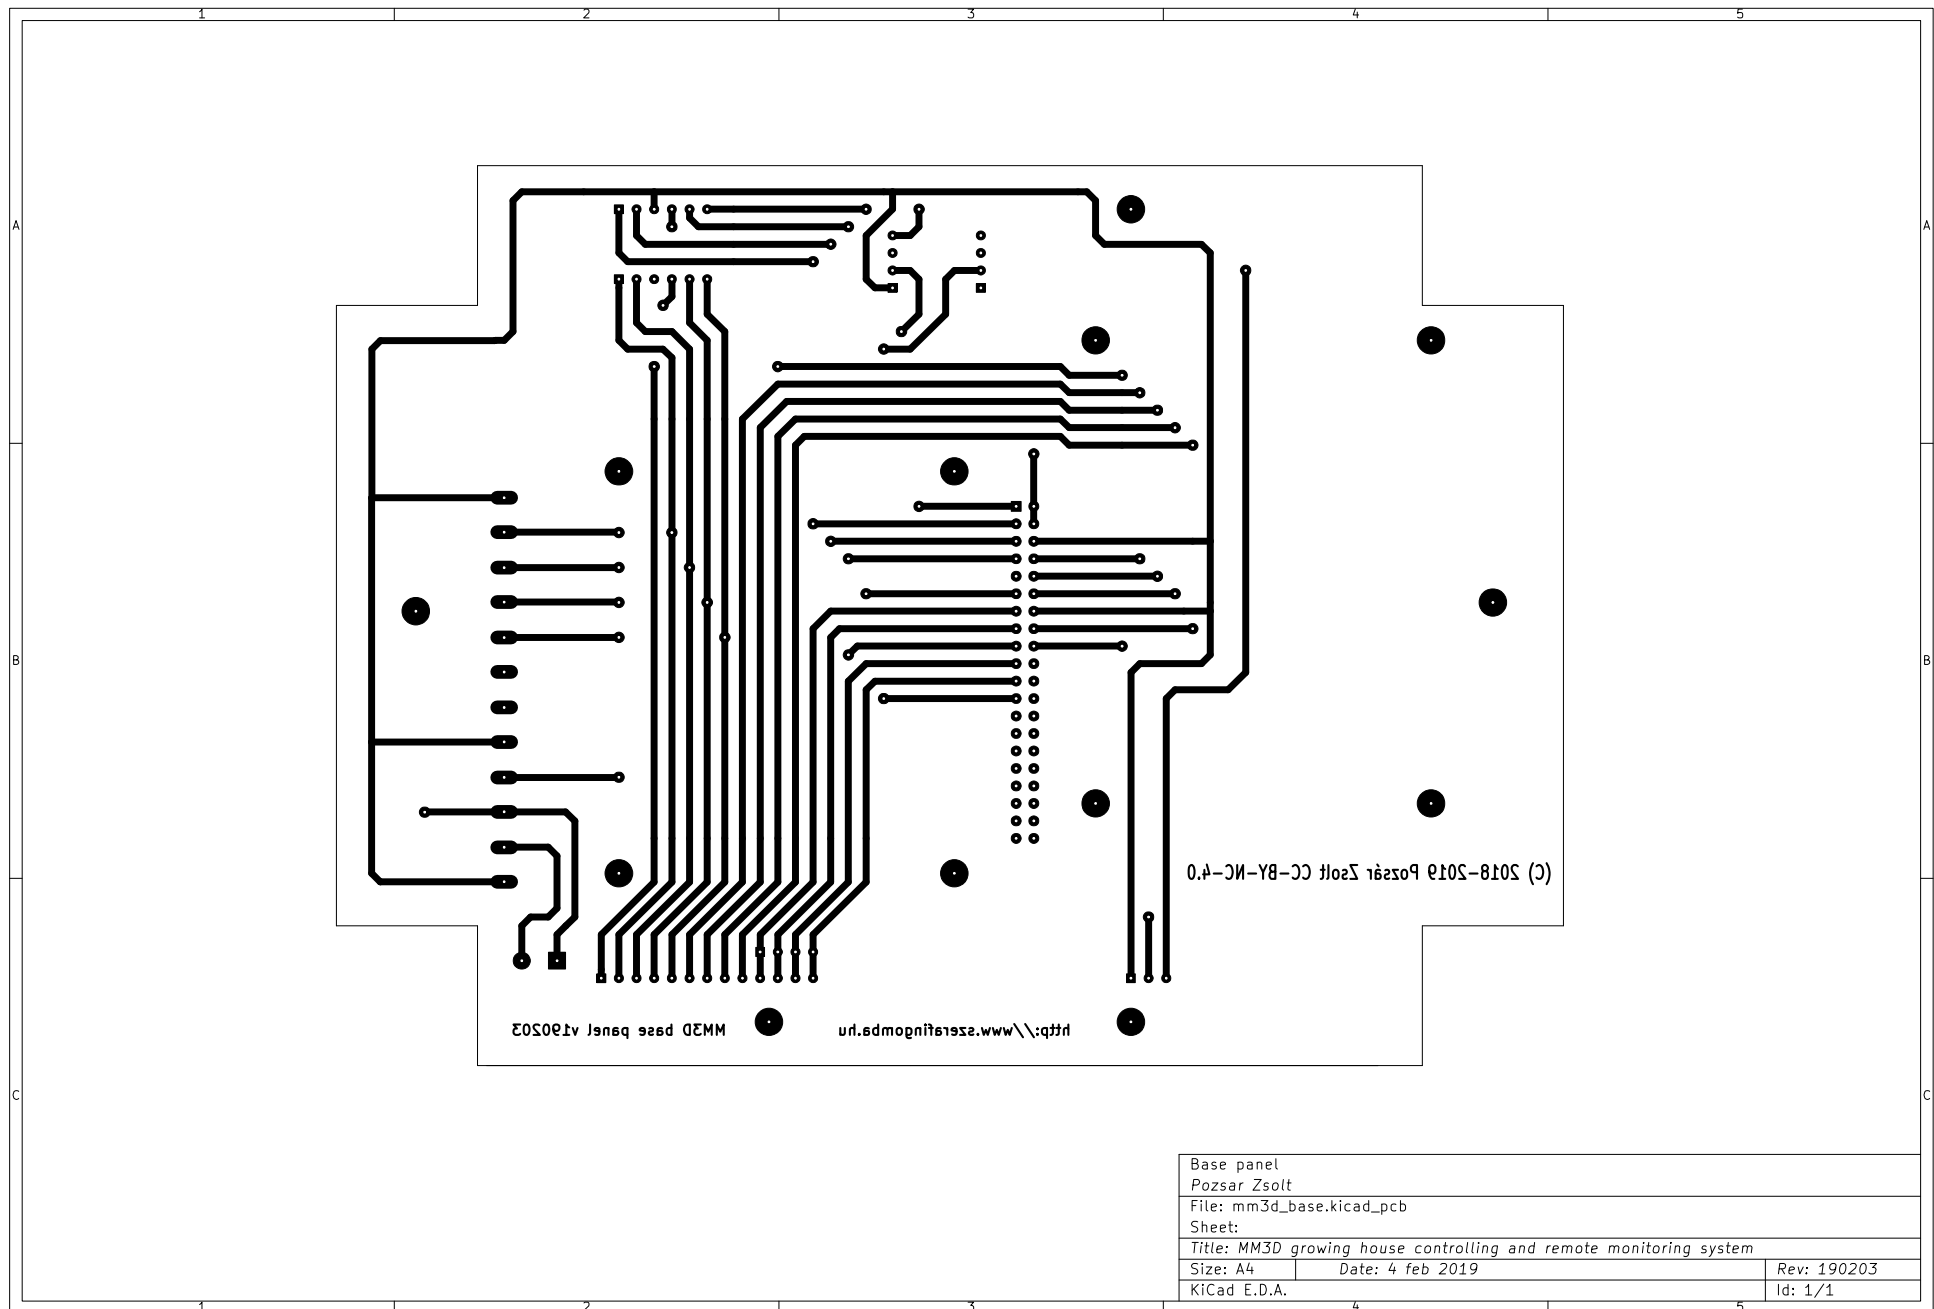 1 2 3 4 5
A A
B B
(C) 2018-2019 Pozsár Zsolt CC-BY-NC-4.0
MM3D base panel v190203 http://www.szerafingomba.hu
C C
Base panel
Pozsar Zsolt
File: mm3d_base.kicad_pcb
Sheet:
Title: MM3D growing house controlling and remote monitoring system
Size: A4 Date: 4 feb 2019 Rev: 190203
KiCad E.D.A. Id: 1/1
1 2 3 4 5